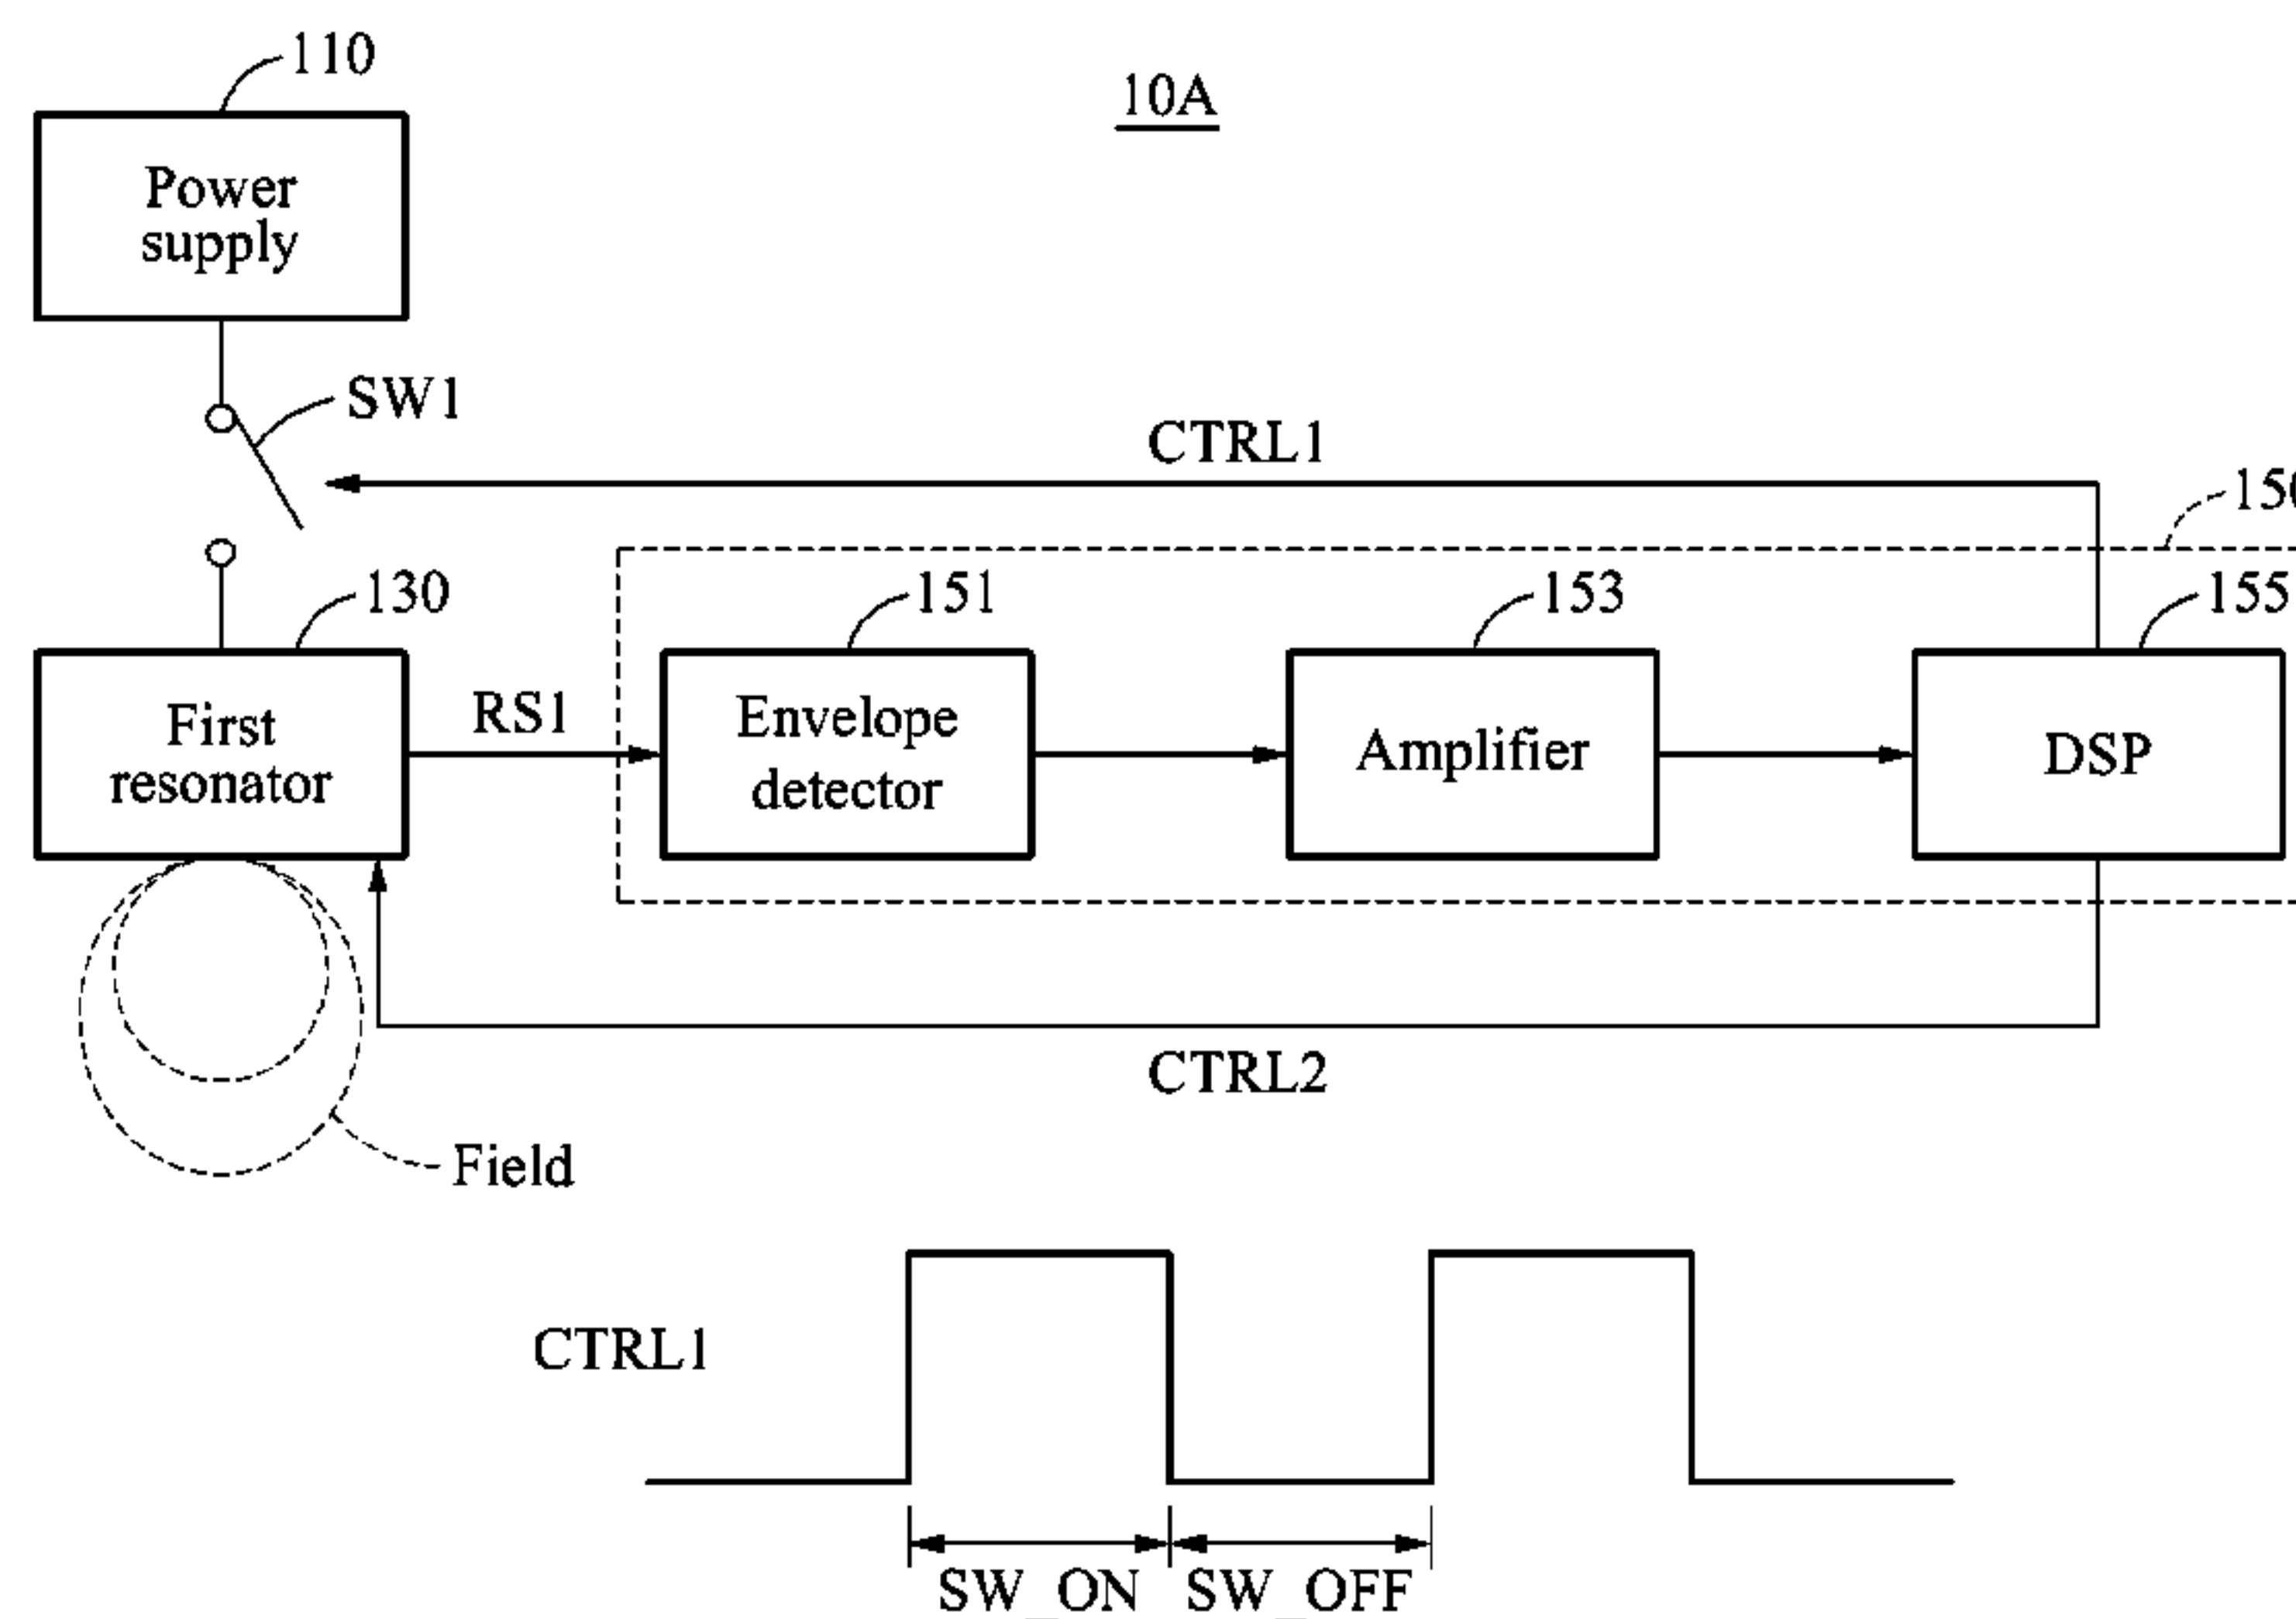 110
10A
Power
supply
SW1
CTRL1
130
151
153
155
First
resonator
RS1
Envelope
detector
Amplifier
DSP
CTRL2
Field
CTRL1
SW_ON
SW_OFF